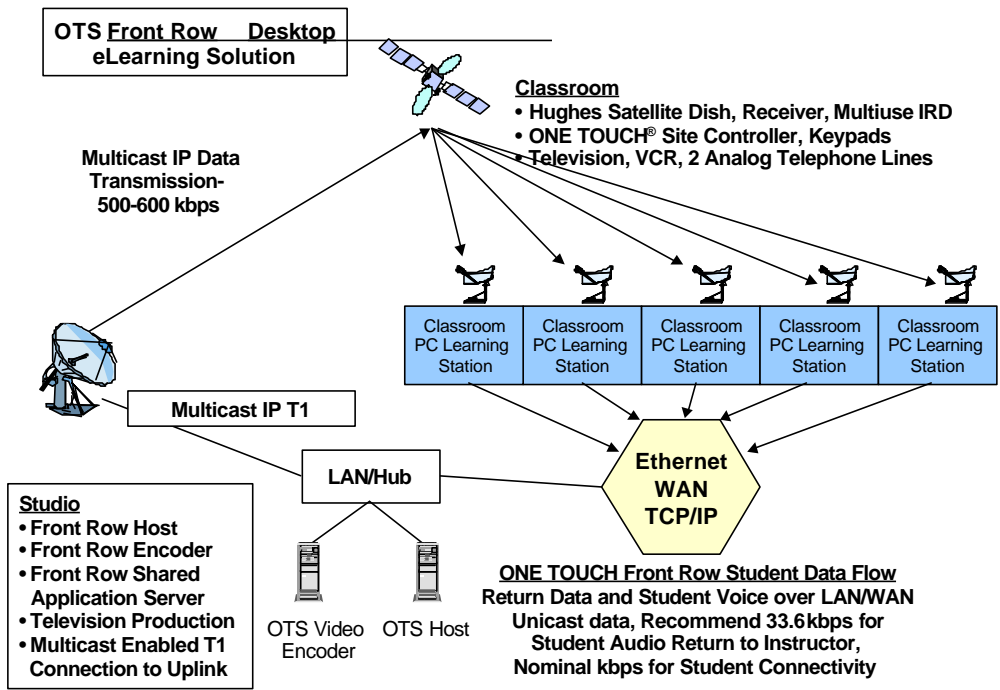 OTS Front Row Desktop
eLearning Solution
Classroom
• Hughes Satellite Dish, Receiver, Multiuse IRD
• ONE TOUCH® Site Controller, Keypads
• Television, VCR, 2 Analog Telephone Lines
Multicast IP Data
Transmission-
500-600 kbps
Classroom
PC Learning
Station
Classroom
PC Learning
Station
Classroom
PC Learning
Station
Classroom
PC Learning
Station
Classroom
PC Learning
Station
Multicast IP T1
LAN/Hub
Ethernet
WAN
TCP/IP
Studio
• Front Row Host
• Front Row Encoder
• Front Row Shared
Application Server
• Television Production
• Multicast Enabled T1
Connection to Uplink
OTS Video
Encoder
OTS Host
ONE TOUCH Front Row Student Data Flow
Return Data and Student Voice over LAN/WAN
Unicast data, Recommend 33.6kbps for
Student Audio Return to Instructor,
Nominal kbps for Student Connectivity